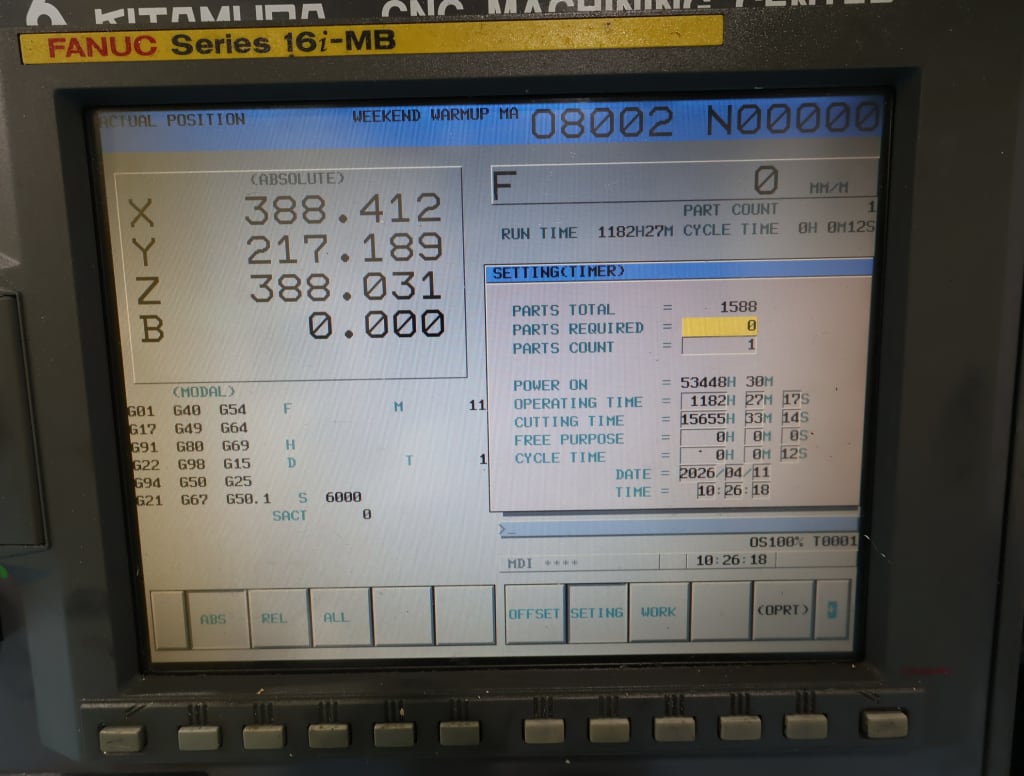 KITAMURA CNC MACHINING CENTER
FANUC Series 16i-MB
ACTUAL POSITION WEEKEND WARMUP MA O8002 N00000
(ABSOLUTE)
X 388.412
Y 217.189
Z 388.031
B 0.000
F 0 MM/M
PART COUNT 1
RUN TIME 1182H27M CYCLE TIME 0H 0M12S
(MODAL)
G01 G40 G54 F M 11
G17 G49 G64
G91 G80 G69 H
G22 G98 G15 D T 1
G94 G50 G25
G21 G67 G50.1 S 6000
SACT 0
SETTING(TIMER)
PARTS TOTAL = 1588
PARTS REQUIRED = 0
PARTS COUNT = 1
POWER ON = 53448H 30M
OPERATING TIME = 1182H 27M 17S
CUTTING TIME = 15655H 33M 14S
FREE PURPOSE = 0H 0M 0S
CYCLE TIME = 0H 0M 12S
DATE = 2026/04/11
TIME = 10:26:18
>_
OS100% T0001
MDI **** 10:26:18
ABS REL ALL
OFFSET SETING WORK (OPRT)